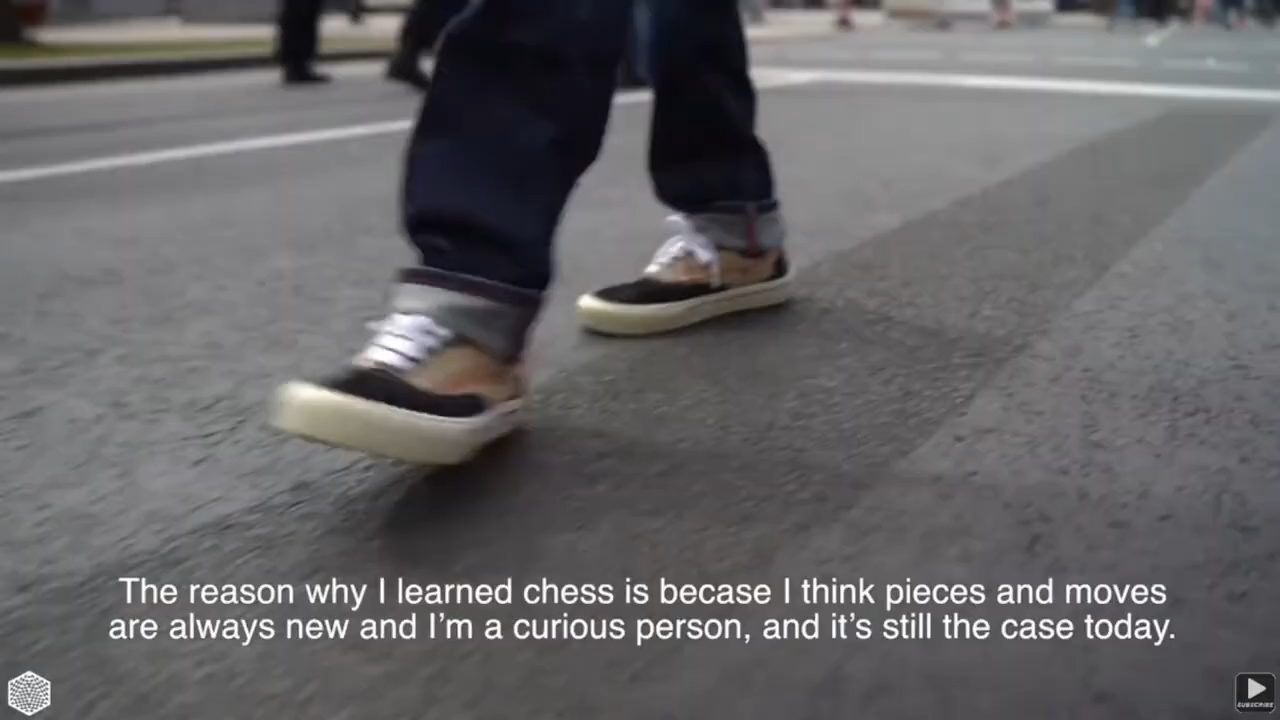 The reason why I learned chess is becase I think pieces and moves
are always new and I'm a curious person, and it's still the case today.
SUBSCRIBE